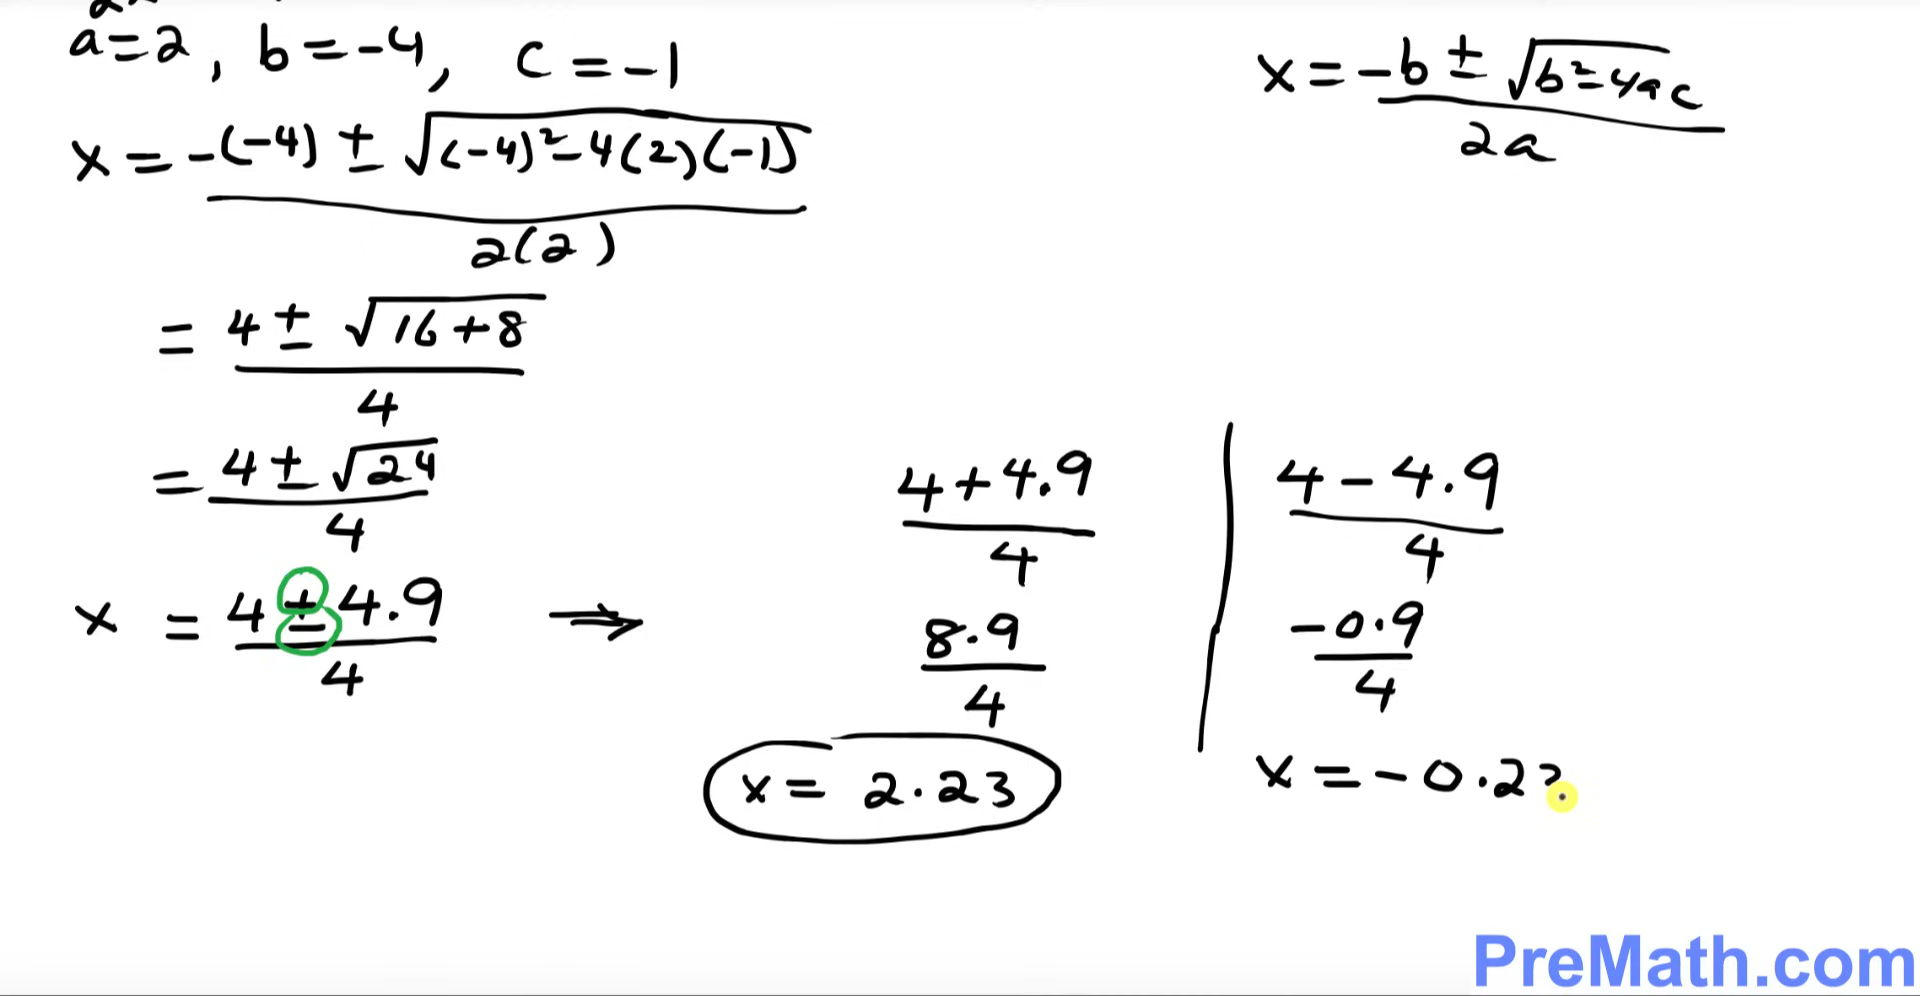 a=2, b=-4, c=-1
x = -b ± √b²-4ac
2a
x = -(-4) ± √(-4)²-4(2)(-1)
2(2)
= 4 ± √16+8
4
= 4 ± √24
4
x = 4 ± 4.9 ⇒
4
4+4.9
4
8.9
4
x = 2.23
4-4.9
4
-0.9
4
x = -0.23
PreMath.com